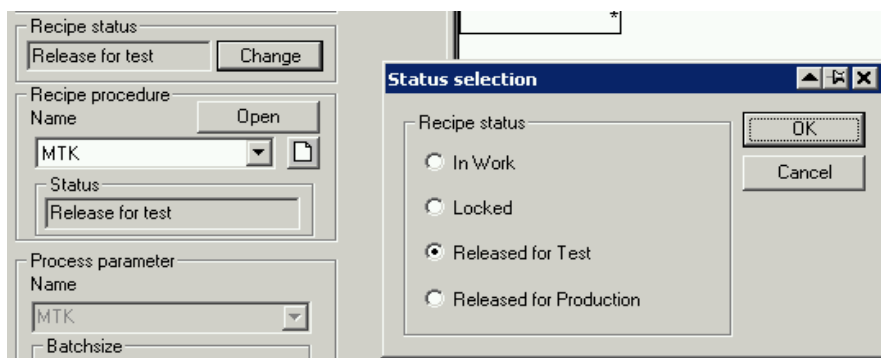 Recipe status
Release for test
Change
Recipe procedure
Name
Open
MTK
Status
Release for test
Process parameter
Name
MTK
Batchsize
*
Status selection
Recipe status
In Work
Locked
Released for Test
Released for Production
OK
Cancel